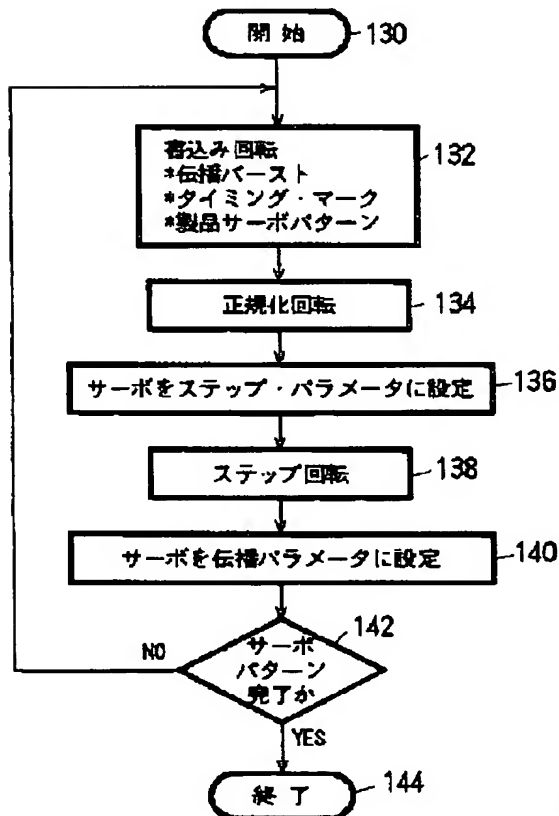 開始 130
書込み回転
*伝播バースト
*タイミング・マーク
*製品サーボパターン
132
正規化回転 134
サーボをステップ・パラメータに設定 136
ステップ回転 138
サーボを伝播パラメータに設定 140
142
サーボ
パターン
完了か
NO
YES
終了 144